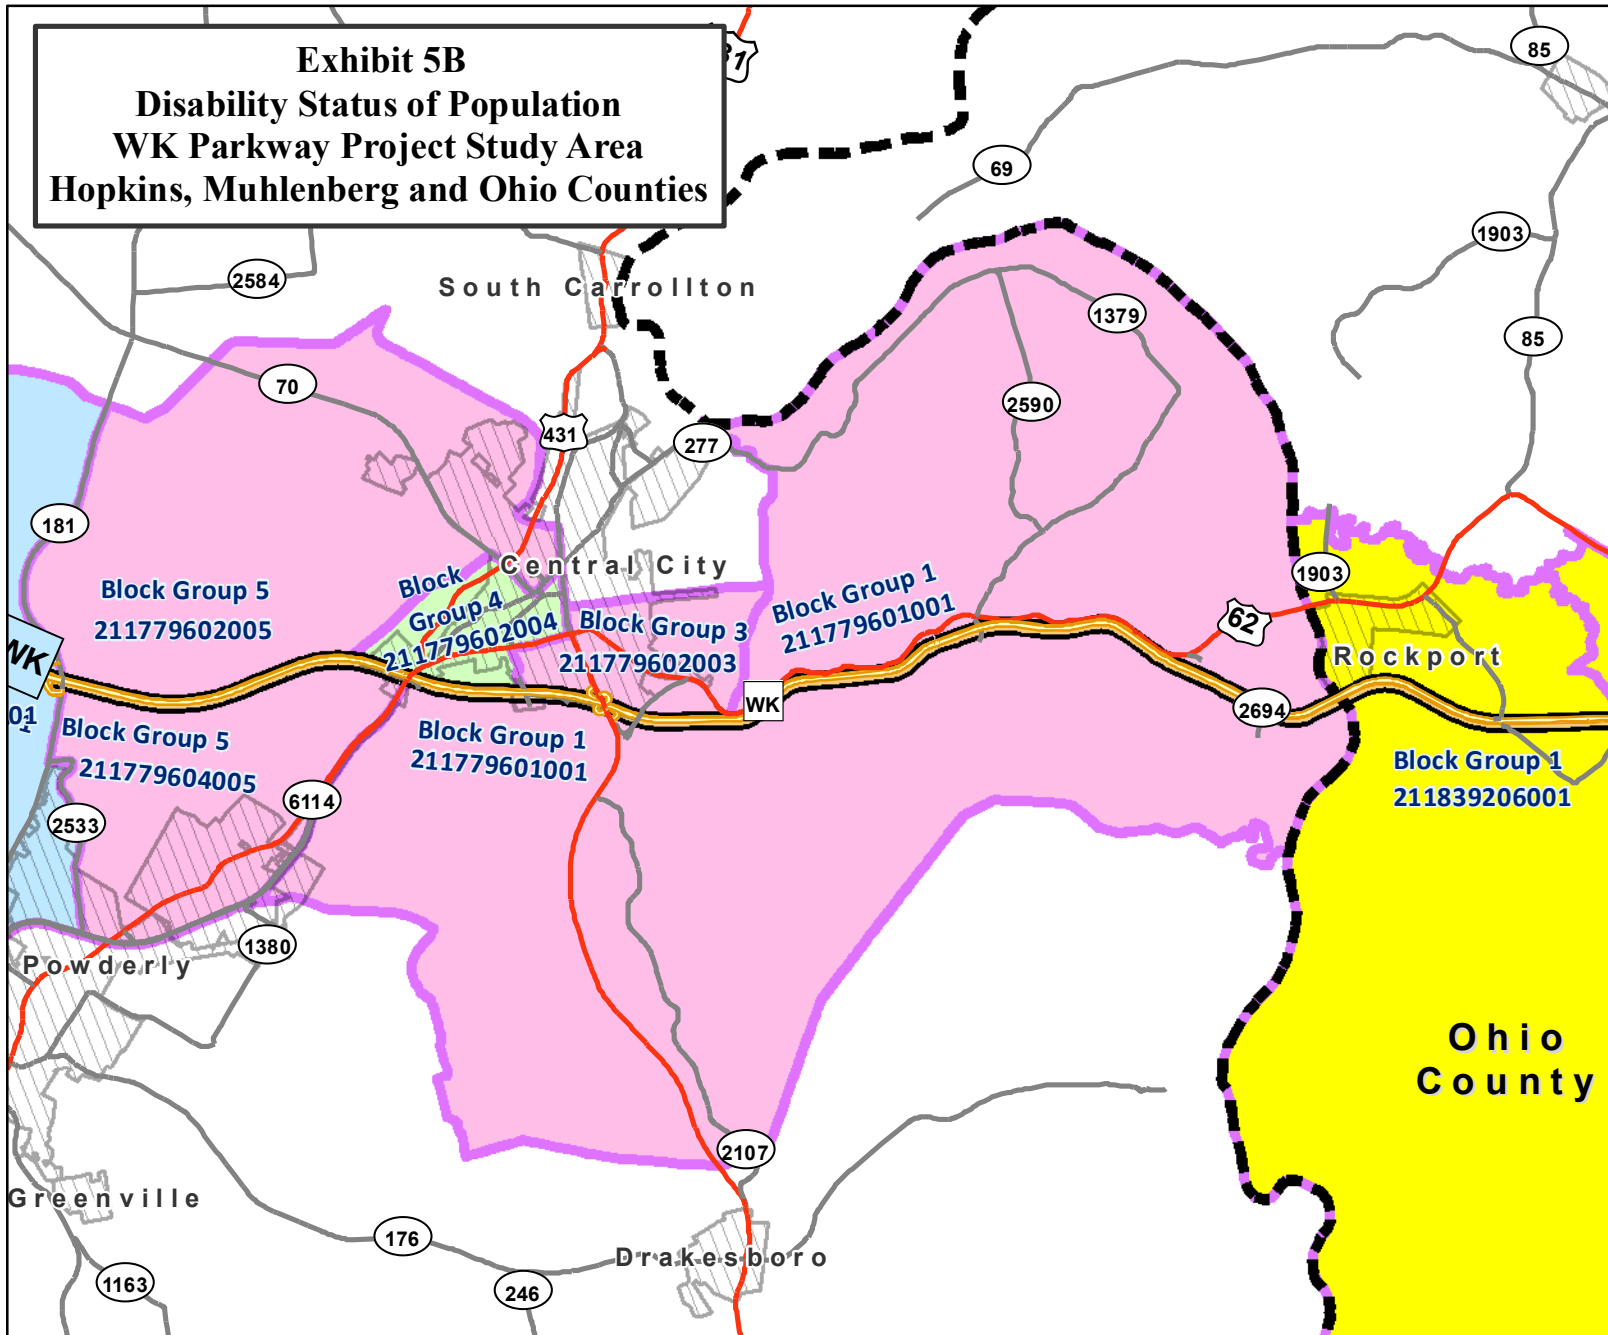 Exhibit 5B
Disability Status of Population
WK Parkway Project Study Area
Hopkins, Muhlenberg and Ohio Counties
85
69
1903
2584
South Carrollton
1379
85
70
2590
431
277
181
Central City
1903
Block Group 5
211779602005
Block
Group 4
211779602004
Block Group 3
211779602003
Block Group 1
211779601001
62
Rockport
WK
WK
2694
01
Block Group 5
211779604005
Block Group 1
211779601001
Block Group 1
211839206001
6114
2533
1380
Powderly
Ohio
County
2107
Greenville
176
Drakesboro
1163
246